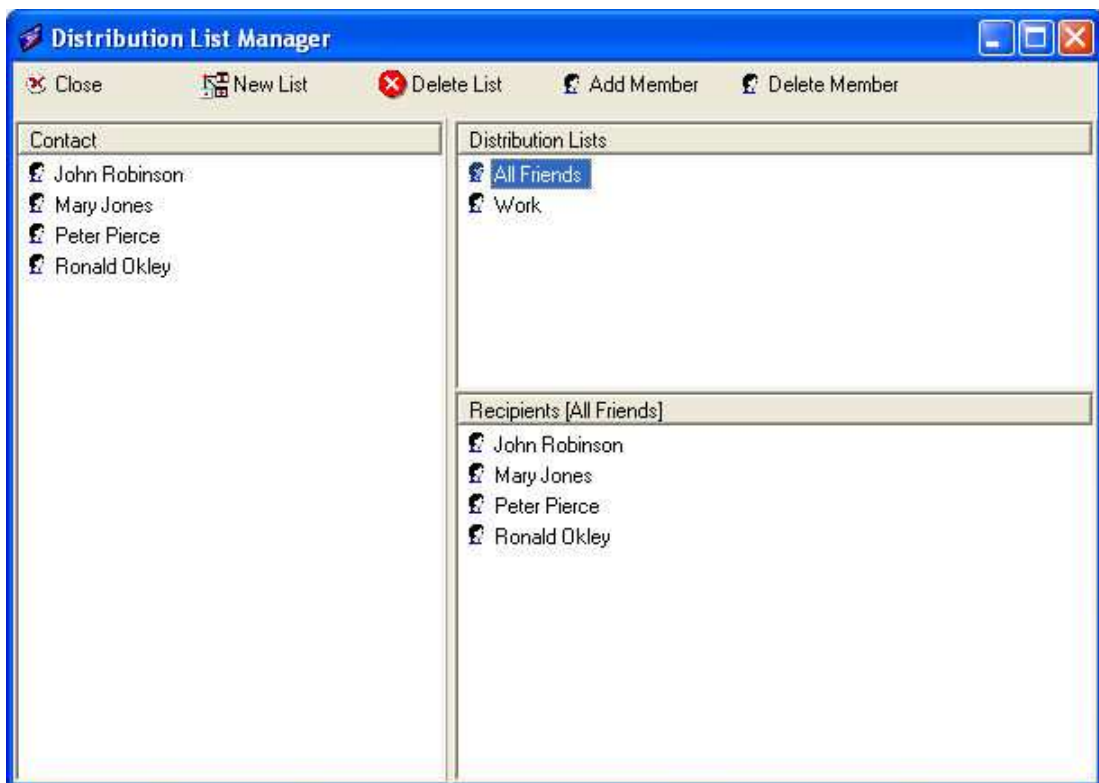 Distribution List Manager
Close New List Delete List Add Member Delete Member
Contact
John Robinson
Mary Jones
Peter Pierce
Ronald Okley
Distribution Lists
All Friends
Work
Recipients [All Friends]
John Robinson
Mary Jones
Peter Pierce
Ronald Okley